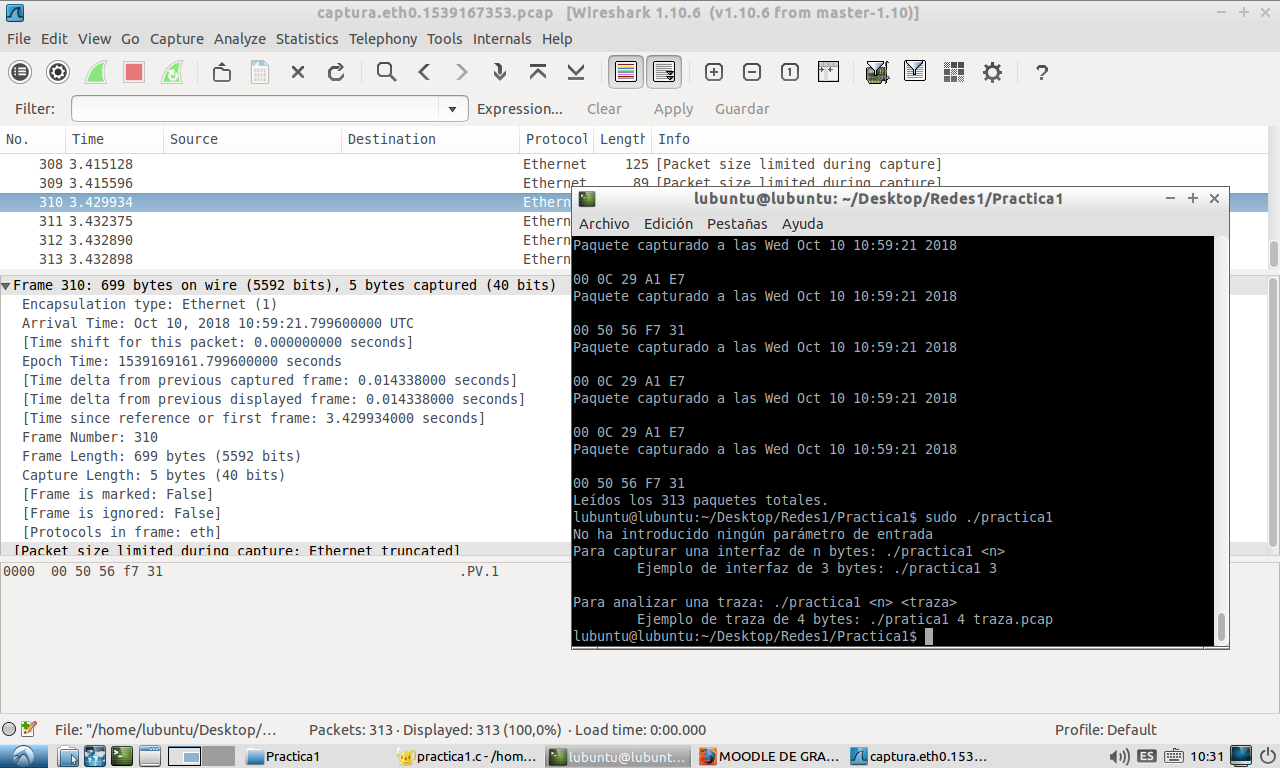 captura.eth0.1539167353.pcap [Wireshark 1.10.6 (v1.10.6 from master-1.10)]
File Edit View Go Capture Analyze Statistics Telephony Tools Internals Help
Filter: Expression... Clear Apply Guardar
No. Time Source Destination Protocol Length Info
308 3.415128 Ethernet 125 [Packet size limited during capture]
309 3.415596 Ethernet 89 [Packet size limited during capture]
310 3.429934 Ethern
311 3.432375 Ethern
312 3.432890 Ethern
313 3.432898 Ethern
Frame 310: 699 bytes on wire (5592 bits), 5 bytes captured (40 bits)
Encapsulation type: Ethernet (1)
Arrival Time: Oct 10, 2018 10:59:21.799600000 UTC
[Time shift for this packet: 0.000000000 seconds]
Epoch Time: 1539169161.799600000 seconds
[Time delta from previous captured frame: 0.014338000 seconds]
[Time delta from previous displayed frame: 0.014338000 seconds]
[Time since reference or first frame: 3.429934000 seconds]
Frame Number: 310
Frame Length: 699 bytes (5592 bits)
Capture Length: 5 bytes (40 bits)
[Frame is marked: False]
[Frame is ignored: False]
[Protocols in frame: eth]
[Packet size limited during capture: Ethernet truncated]
0000 00 50 56 f7 31 .PV.1
lubuntu@lubuntu: ~/Desktop/Redes1/Practica1
Archivo Edición Pestañas Ayuda
Paquete capturado a las Wed Oct 10 10:59:21 2018
00 0C 29 A1 E7
Paquete capturado a las Wed Oct 10 10:59:21 2018
00 50 56 F7 31
Paquete capturado a las Wed Oct 10 10:59:21 2018
00 0C 29 A1 E7
Paquete capturado a las Wed Oct 10 10:59:21 2018
00 0C 29 A1 E7
Paquete capturado a las Wed Oct 10 10:59:21 2018
00 50 56 F7 31
Leídos los 313 paquetes totales.
lubuntu@lubuntu:~/Desktop/Redes1/Practica1$ sudo ./practica1
No ha introducido ningún parámetro de entrada
Para capturar una interfaz de n bytes: ./practica1 <n>
Ejemplo de interfaz de 3 bytes: ./practica1 3
Para analizar una traza: ./practica1 <n> <traza>
Ejemplo de traza de 4 bytes: ./pratica1 4 traza.pcap
lubuntu@lubuntu:~/Desktop/Redes1/Practica1$
File: "/home/lubuntu/Desktop/... Packets: 313 · Displayed: 313 (100,0%) · Load time: 0:00.000 Profile: Default
Practica1 practica1.c - /hom... lubuntu@lubunt... MOODLE DE GRA... captura.eth0.153... ES 10:31